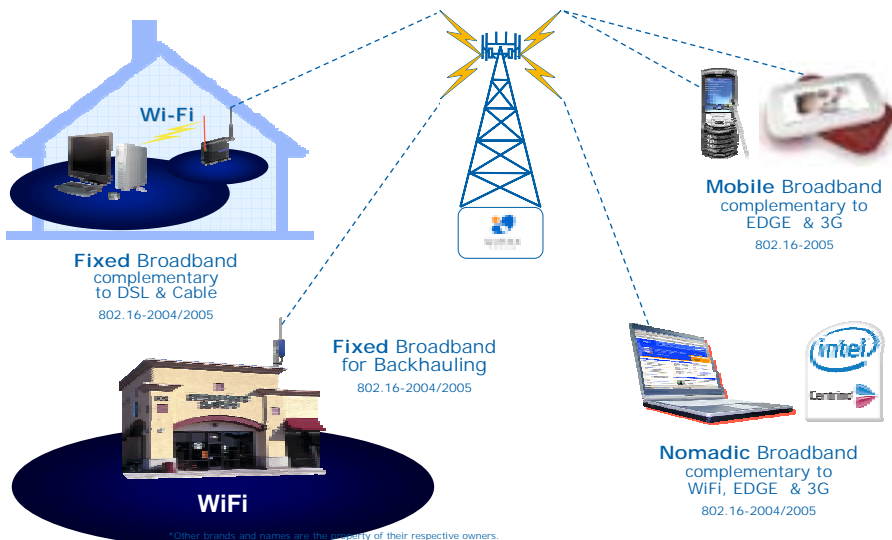 Wi-Fi
Fixed Broadband
complementary
to DSL & Cable
802.16-2004/2005
Mobile Broadband
complementary to
EDGE & 3G
802.16-2005
Fixed Broadband
for Backhauling
802.16-2004/2005
intel
Centrino
Nomadic Broadband
complementary to
WiFi, EDGE & 3G
802.16-2004/2005
WiFi
*Other brands and names are the property of their respective owners.